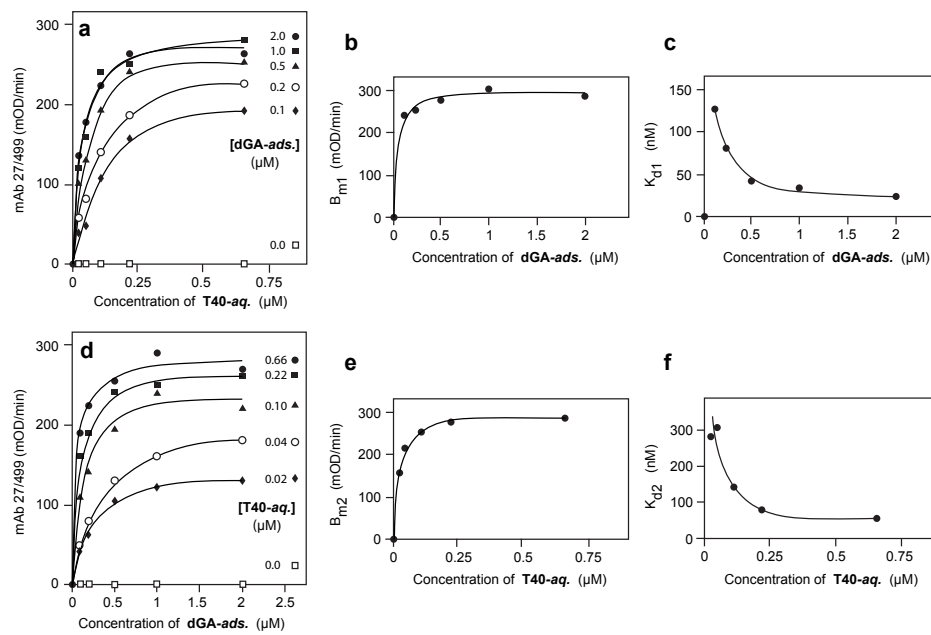 a
mAb 27/499 (mOD/min)
300
200
100
0
2.0
1.0
0.5
0.2
0.1
[dGA-ads.]
(µM)
0.0
0 0.25 0.5 0.75
Concentration of T40-aq. (µM)
b
Bm1 (mOD/min)
300
200
100
0
0 0.5 1 1.5 2
Concentration of dGA-ads. (µM)
c
Kd1 (nM)
150
100
50
0
0 0.5 1 1.5 2
Concentration of dGA-ads. (µM)
d
mAb 27/499 (mOD/min)
300
200
100
0
0.66
0.22
0.10
0.04
0.02
[T40-aq.]
(µM)
0.0
0 0.5 1 1.5 2 2.5
Concentration of dGA-ads. (µM)
e
Bm2 (mOD/min)
300
200
100
0
0 0.25 0.5 0.75
Concentration of T40-aq. (µM)
f
Kd2 (nM)
400
300
200
100
0
0 0.25 0.5 0.75
Concentration of T40-aq. (µM)